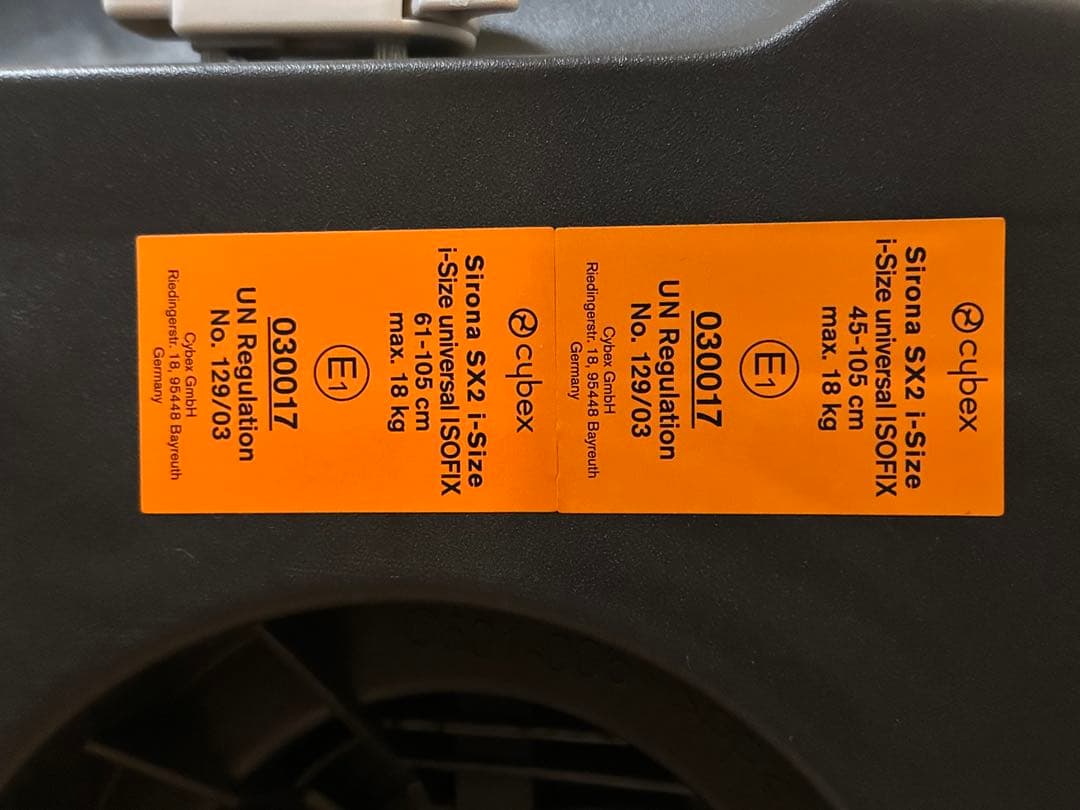 cybex
Sirona SX2 i-Size
i-Size universal ISOFIX
45-105 cm
max. 18 kg
E1
030017
UN Regulation
No. 129/03
Cybex GmbH
Riedingerstr. 18, 95448 Bayreuth
Germany
cybex
Sirona SX2 i-Size
i-Size universal ISOFIX
61-105 cm
max. 18 kg
E1
030017
UN Regulation
No. 129/03
Cybex GmbH
Riedingerstr. 18, 95448 Bayreuth
Germany